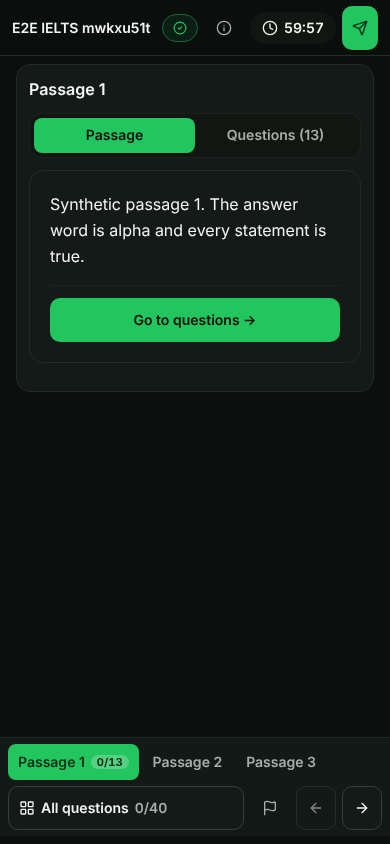 E2E IELTS mwkxu51t 59:57
Passage 1
Passage Questions (13)
Synthetic passage 1. The answer
word is alpha and every statement is
true.
Go to questions →
Passage 1 0/13 Passage 2 Passage 3
All questions 0/40